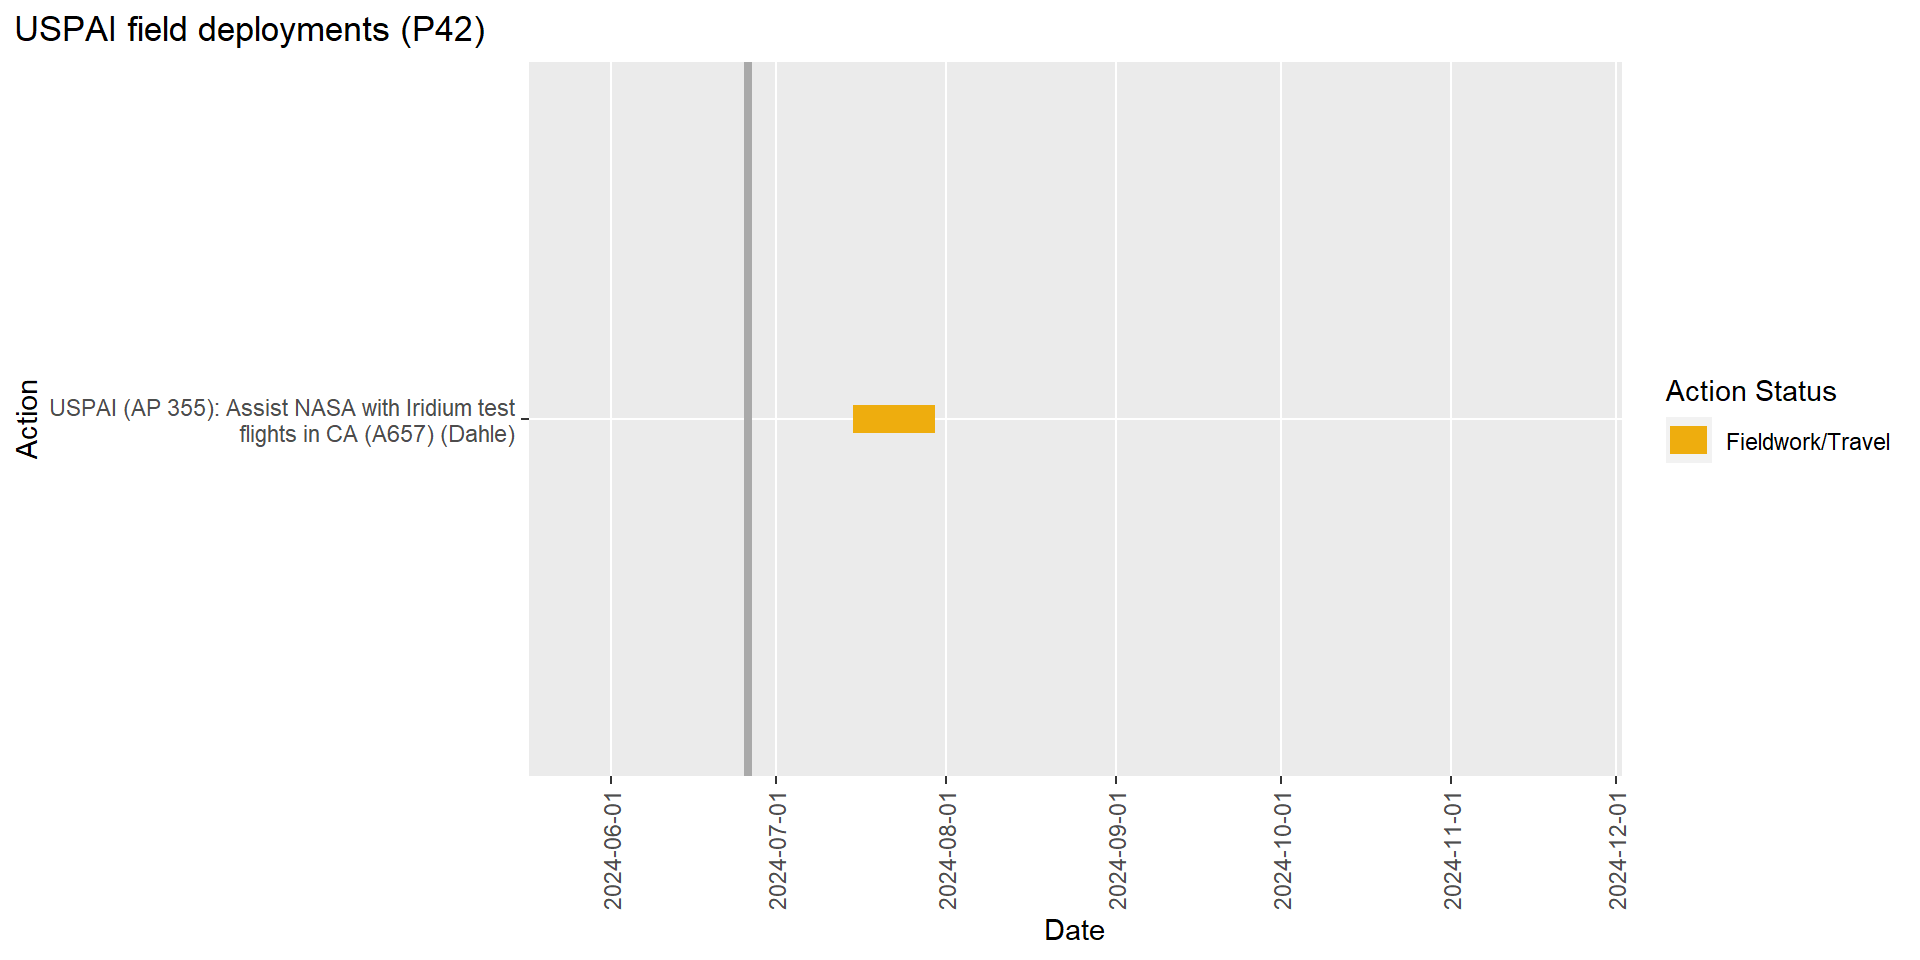 USPAI field deployments (P42)
Action
USPAI (AP 355): Assist NASA with Iridium test
flights in CA (A657) (Dahle)
Action Status
Fieldwork/Travel
2024-06-01
2024-07-01
2024-08-01
2024-09-01
2024-10-01
2024-11-01
2024-12-01
Date